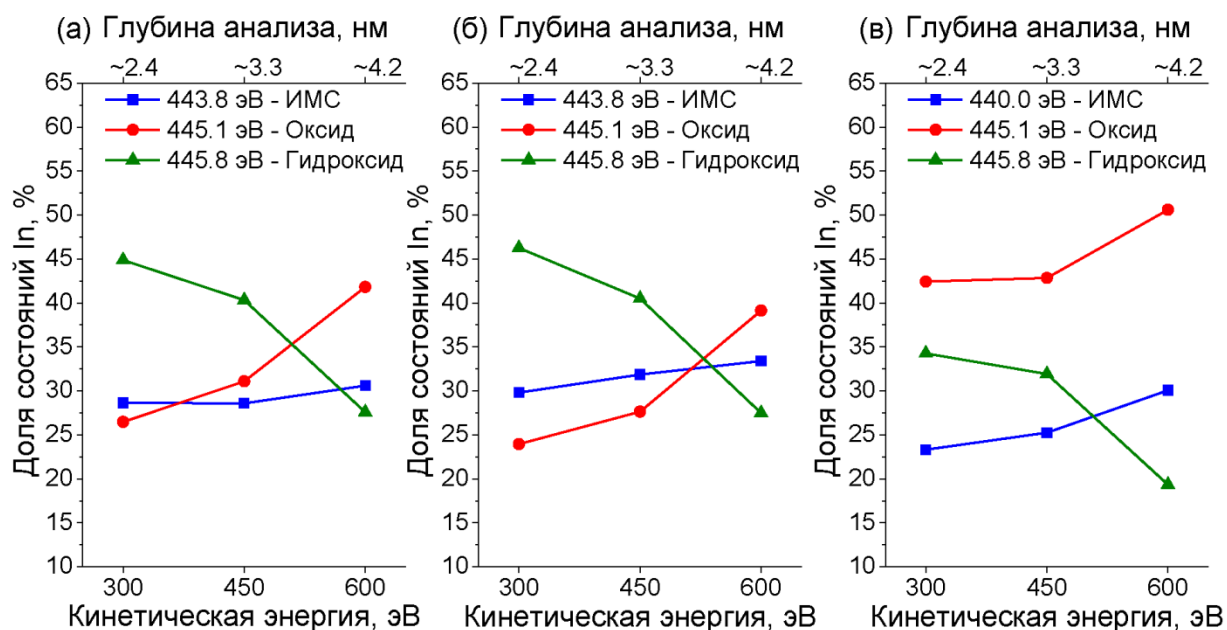 (а) Глубина анализа, нм
~2.4 ~3.3 ~4.2
443.8 эВ - ИМС
445.1 эВ - Оксид
445.8 эВ - Гидроксид
Доля состояний In, %
65
60
55
50
45
40
35
30
25
20
15
10
300 450 600
Кинетическая энергия, эВ
(б) Глубина анализа, нм
~2.4 ~3.3 ~4.2
443.8 эВ - ИМС
445.1 эВ - Оксид
445.8 эВ - Гидроксид
Доля состояний In, %
65
60
55
50
45
40
35
30
25
20
15
10
300 450 600
Кинетическая энергия, эВ
(в) Глубина анализа, нм
~2.4 ~3.3 ~4.2
440.0 эВ - ИМС
445.1 эВ - Оксид
445.8 эВ - Гидроксид
Доля состояний In, %
65
60
55
50
45
40
35
30
25
20
15
10
300 450 600
Кинетическая энергия, эВ